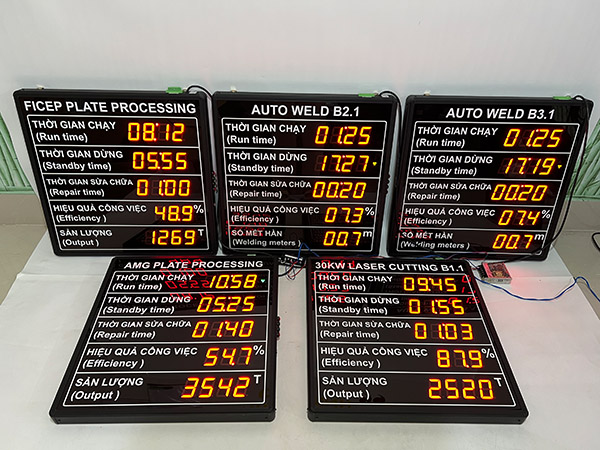 FICEP PLATE PROCESSING
THỜI GIAN CHẠY
(Run time) 08.12
THỜI GIAN DỪNG
(Standby time) 05.55
THỜI GIAN SỬA CHỮA
(Repair time) 01.00
HIỆU QUẢ CÔNG VIỆC
(Efficiency) 48.9%
SẢN LƯỢNG
(Output ) 1269 T
AUTO WELD B2.1
THỜI GIAN CHẠY
(Run time) 01.25
THỜI GIAN DỪNG
(Standby time) 17.27
THỜI GIAN SỬA CHỮA
(Repair time) 00.20
HIỆU QUẢ CÔNG VIỆC
(Efficiency ) 07.3%
SỐ MÉT HÀN
(Welding meters ) 00.7 m
AUTO WELD B3.1
THỜI GIAN CHẠY
(Run time) 01.25
THỜI GIAN DỪNG
(Standby time) 17.19
THỜI GIAN SỬA CHỮA
(Repair time) 00.20
HIỆU QUẢ CÔNG VIỆC
(Efficiency ) 07.4%
SỐ MÉT HÀN
(Welding meters) 00.7 m
AMG PLATE PROCESSING
THỜI GIAN CHẠY
(Run time) 10.58
THỜI GIAN DỪNG
(Standby time) 05.25
THỜI GIAN SỬA CHỮA
(Repair time) 01.40
HIỆU QUẢ CÔNG VIỆC
(Efficiency ) 54.7%
SẢN LƯỢNG
(Output ) 3542 T
30KW LASER CUTTING B1.1
THỜI GIAN CHẠY
(Run time) 09.45
THỜI GIAN DỪNG
(Standby time) 01.55
THỜI GIAN SỬA CHỮA
(Repair time) 01.03
HIỆU QUẢ CÔNG VIỆC
(Efficiency ) 87.9%
SẢN LƯỢNG
(Output ) 2520 T